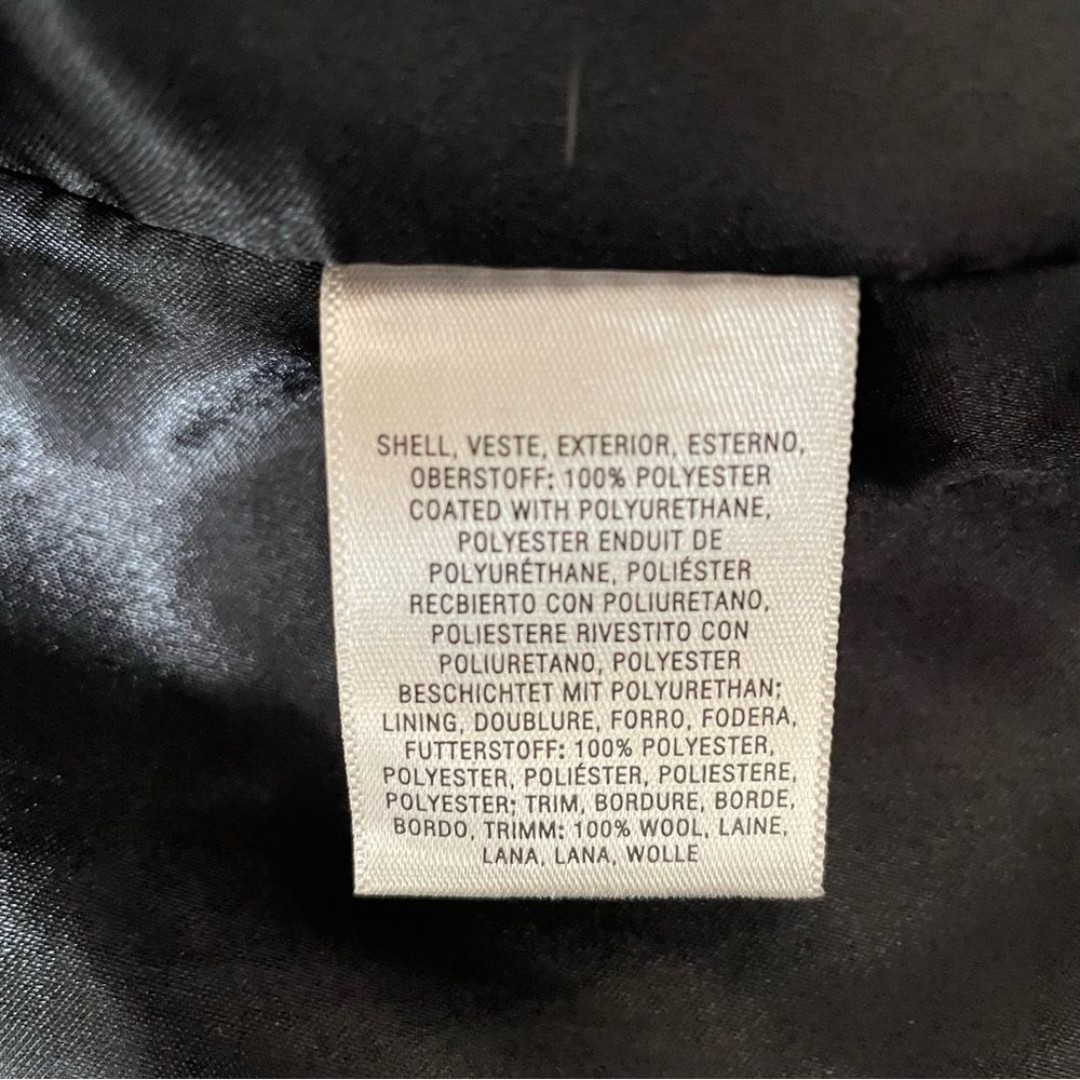 SHELL, VESTE, EXTERIOR, ESTERNO,
OBERSTOFF: 100% POLYESTER
COATED WITH POLYURETHANE,
POLYESTER ENDUIT DE
POLYURÉTHANE, POLIÉSTER
RECBIERTO CON POLIURETANO,
POLIESTERE RIVESTITO CON
POLIURETANO, POLYESTER
BESCHICHTET MIT POLYURETHAN:
LINING, DOUBLURE, FORRO, FODERA,
FUTTERSTOFF: 100% POLYESTER,
POLYESTER, POLIÉSTER, POLIESTERE,
POLYESTER; TRIM, BORDURE, BORDE,
BORDO, TRIMM: 100% WOOL, LAINE,
LANA, LANA, WOLLE